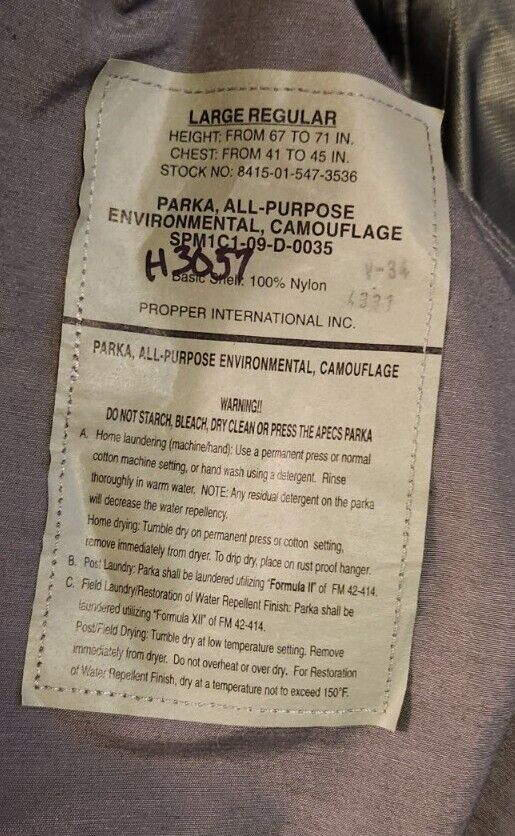 LARGE REGULAR
HEIGHT: FROM 67 TO 71 IN.
CHEST: FROM 41 TO 45 IN.
STOCK NO: 8415-01-547-3536
PARKA, ALL-PURPOSE
ENVIRONMENTAL, CAMOUFLAGE
SPM1C1-09-D-0035
H3057
Basic Shell: 100% Nylon
PROPPER INTERNATIONAL INC.
PARKA, ALL-PURPOSE ENVIRONMENTAL, CAMOUFLAGE
WARNING!!
DO NOT STARCH, BLEACH, DRY CLEAN OR PRESS THE APECS PARKA
A. Home laundering (machine/hand): Use a permanent press or normal
cotton machine setting, or hand wash using a detergent. Rinse
thoroughly in warm water. NOTE: Any residual detergent on the parka
will decrease the water repellency.
Home drying: Tumble dry on permanent press or cotton setting,
remove immediately from dryer. To drip dry, place on rust proof hanger.
B. Post Laundry: Parka shall be laundered utilizing "Formula II" of FM 42-414.
C. Field Laundry/Restoration of Water Repellent Finish: Parka shall be
laundered utilizing "Formula XII" of FM 42-414.
Post/Field Drying: Tumble dry at low temperature setting. Remove
immediately from dryer. Do not overheat or over dry. For Restoration
of Water Repellent Finish, dry at a temperature not to exceed 150°F.